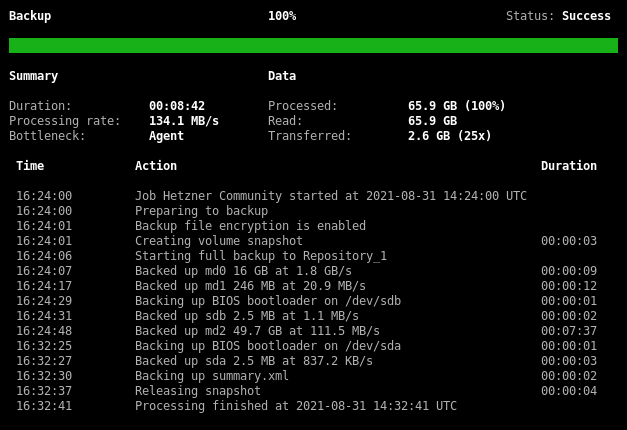 Backup 100% Status: Success
Summary Data
Duration: 00:08:42 Processed: 65.9 GB (100%)
Processing rate: 134.1 MB/s Read: 65.9 GB
Bottleneck: Agent Transferred: 2.6 GB (25x)
Time Action Duration
16:24:00 Job Hetzner Community started at 2021-08-31 14:24:00 UTC
16:24:00 Preparing to backup
16:24:01 Backup file encryption is enabled
16:24:01 Creating volume snapshot 00:00:03
16:24:06 Starting full backup to Repository_1
16:24:07 Backed up md0 16 GB at 1.8 GB/s 00:00:09
16:24:17 Backed up md1 246 MB at 20.9 MB/s 00:00:12
16:24:29 Backing up BIOS bootloader on /dev/sdb 00:00:01
16:24:31 Backed up sdb 2.5 MB at 1.1 MB/s 00:00:02
16:24:48 Backed up md2 49.7 GB at 111.5 MB/s 00:07:37
16:32:25 Backing up BIOS bootloader on /dev/sda 00:00:01
16:32:27 Backed up sda 2.5 MB at 837.2 KB/s 00:00:03
16:32:30 Backing up summary.xml 00:00:02
16:32:37 Releasing snapshot 00:00:04
16:32:41 Processing finished at 2021-08-31 14:32:41 UTC